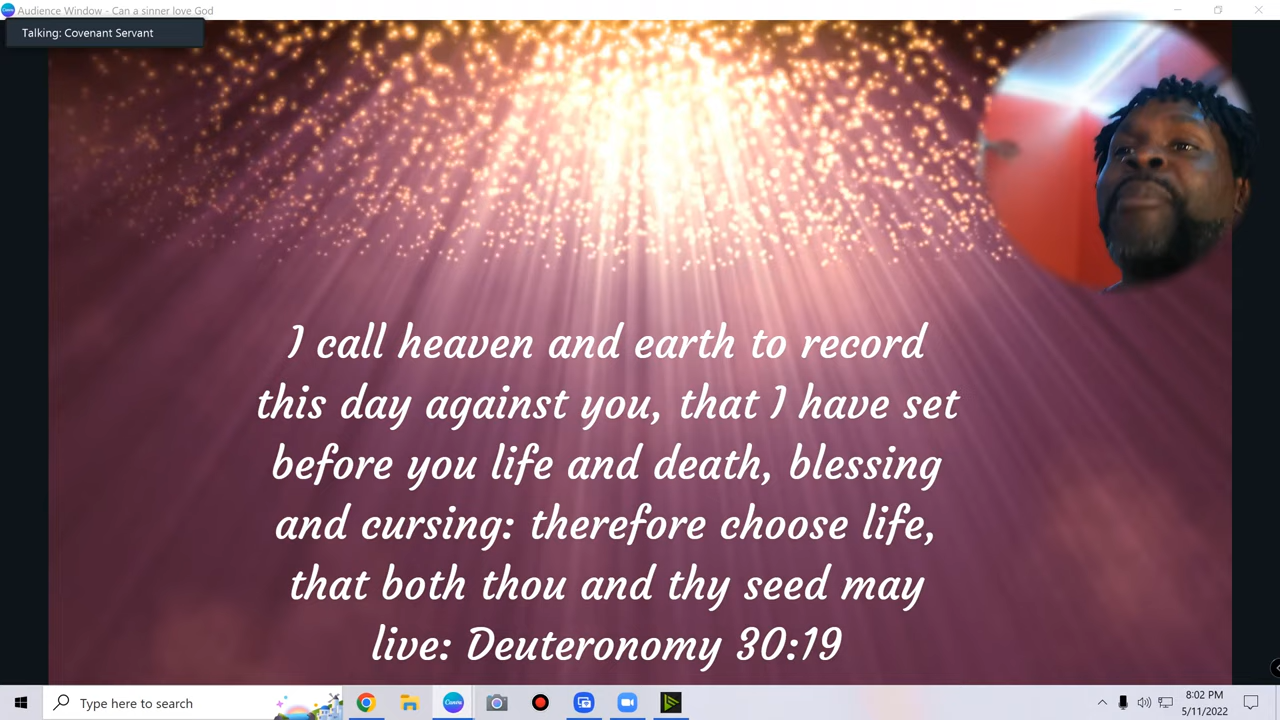 Audience Window - Can a sinner love God
Talking: Covenant Servant
I call heaven and earth to record
this day against you, that I have set
before you life and death, blessing
and cursing: therefore choose life,
that both thou and thy seed may
live: Deuteronomy 30:19
Type here to search
8:02 PM
5/11/2022